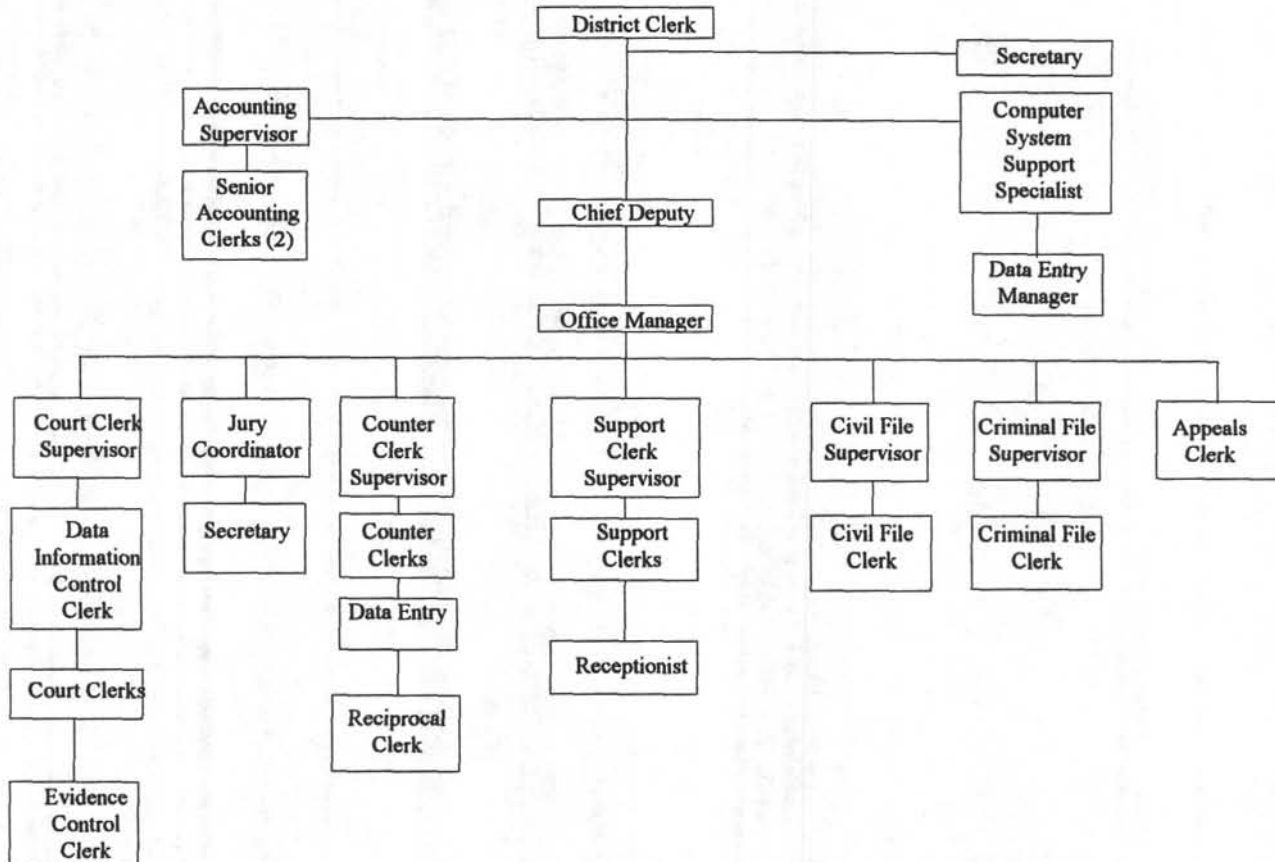 District Clerk
Secretary
Accounting
Supervisor
Computer
System
Support
Specialist
Senior
Accounting
Clerks (2)
Chief Deputy
Data Entry
Manager
Office Manager
Court Clerk
Supervisor
Jury
Coordinator
Counter
Clerk
Supervisor
Support
Clerk
Supervisor
Civil File
Supervisor
Criminal File
Supervisor
Appeals
Clerk
Data
Information
Control
Clerk
Secretary
Counter
Clerks
Support
Clerks
Civil File
Clerk
Criminal File
Clerk
Data Entry
Receptionist
Court Clerks
Reciprocal
Clerk
Evidence
Control
Clerk